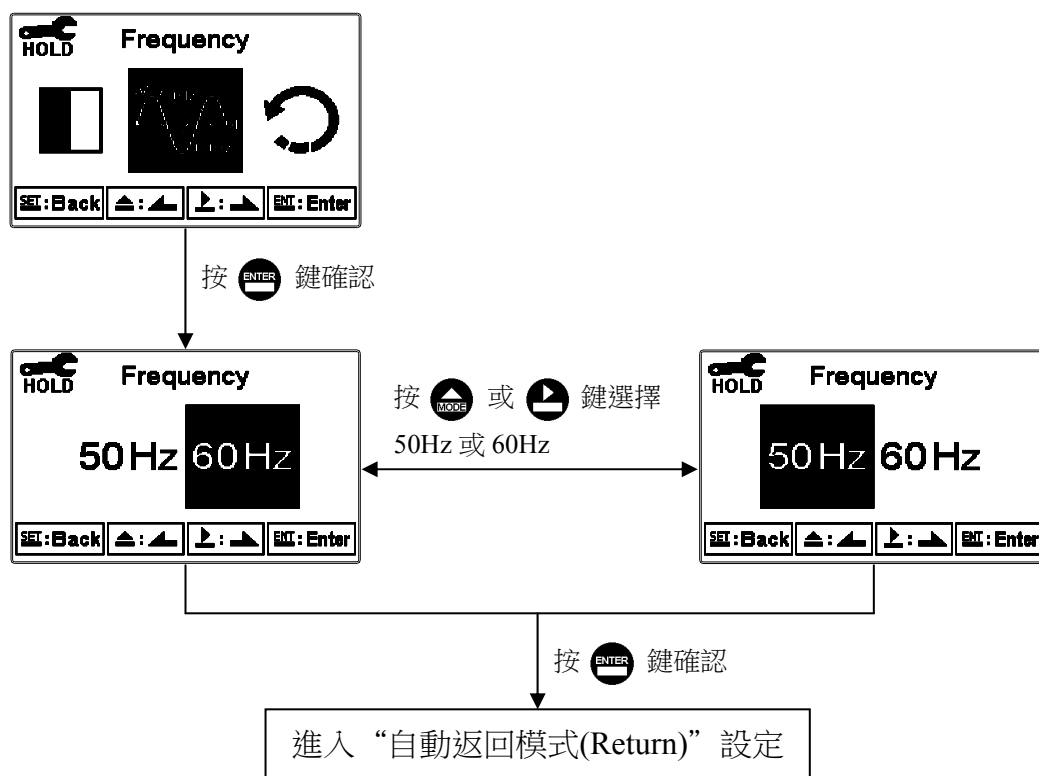 HOLD Frequency
SET:Back : : ENT:Enter
按 ENTER 鍵確認
HOLD Frequency
50Hz 60Hz
SET:Back : : ENT:Enter
按 MODE 或 鍵選擇
50Hz 或 60Hz
HOLD Frequency
50Hz 60Hz
SET:Back : : ENT:Enter
按 ENTER 鍵確認
進入“自動返回模式(Return)”設定